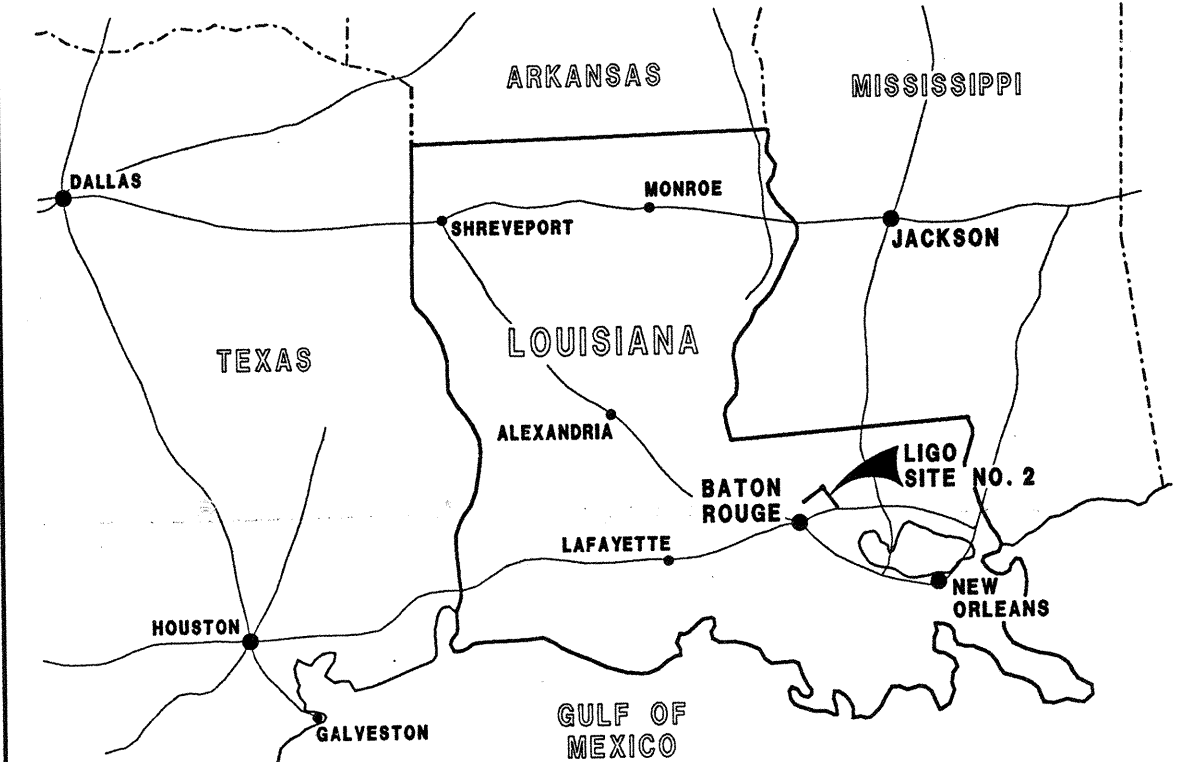 ARKANSAS
MISSISSIPPI
DALLAS
MONROE
SHREVEPORT
JACKSON
LOUISIANA
TEXAS
ALEXANDRIA
LIGO
SITE NO. 2
BATON
ROUGE
LAFAYETTE
NEW
ORLEANS
HOUSTON
GALVESTON
GULF OF
MEXICO